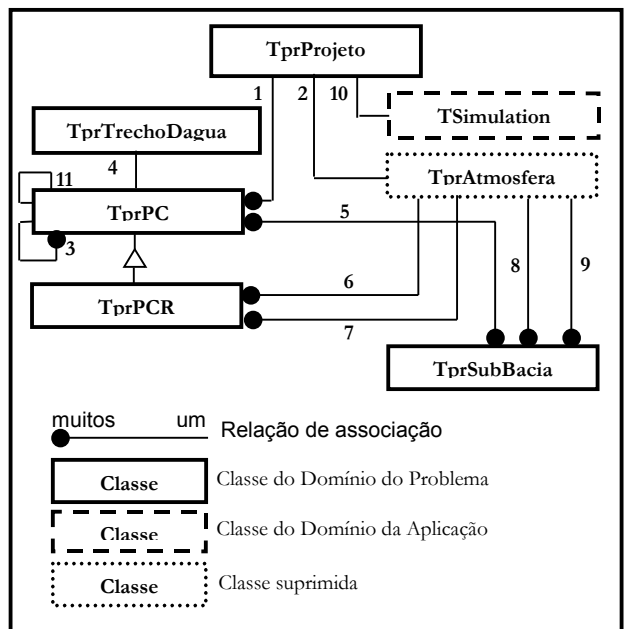 TprProjeto
1 2 10
TSimulation
TprTrechoDagua
4
TprAtmosfera
11
TprPC
5
3
8 9
6
TprPCR
7
TprSubBacia
muitos um Relação de associação
Classe Classe do Domínio do Problema
Classe Classe do Domínio da Aplicação
Classe Classe suprimida